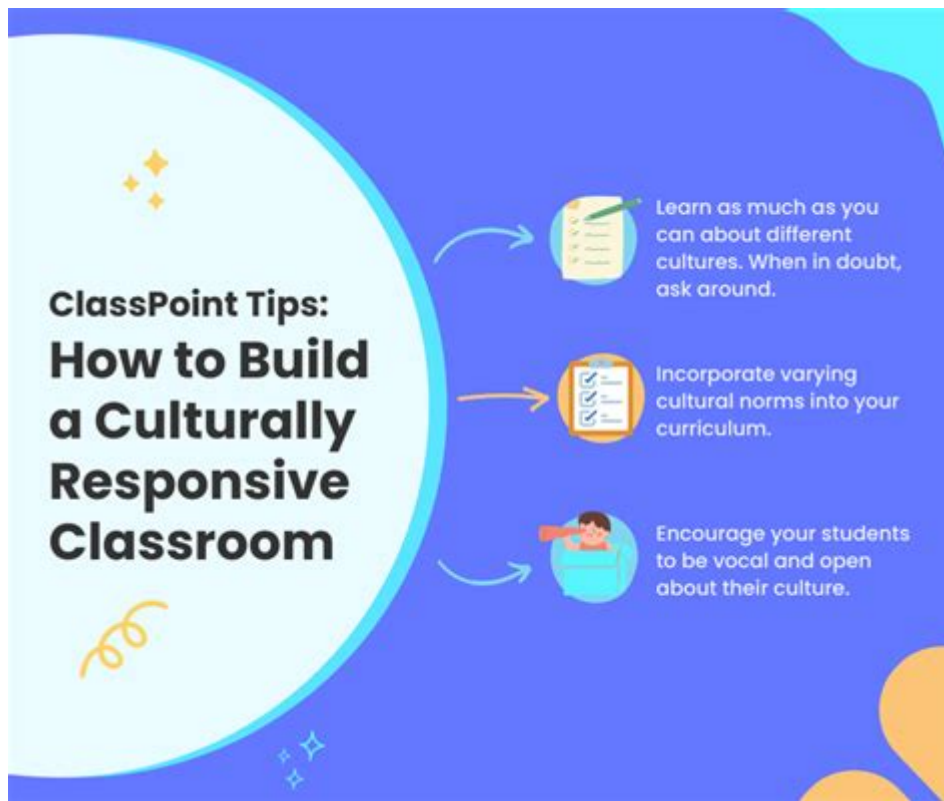 ClassPoint Tips:
How to Build
a Culturally
Responsive
Classroom
Learn as much as you
can about different
cultures. When in doubt,
ask around.
Incorporate varying
cultural norms into your
curriculum.
Encourage your students
to be vocal and open
about their culture.